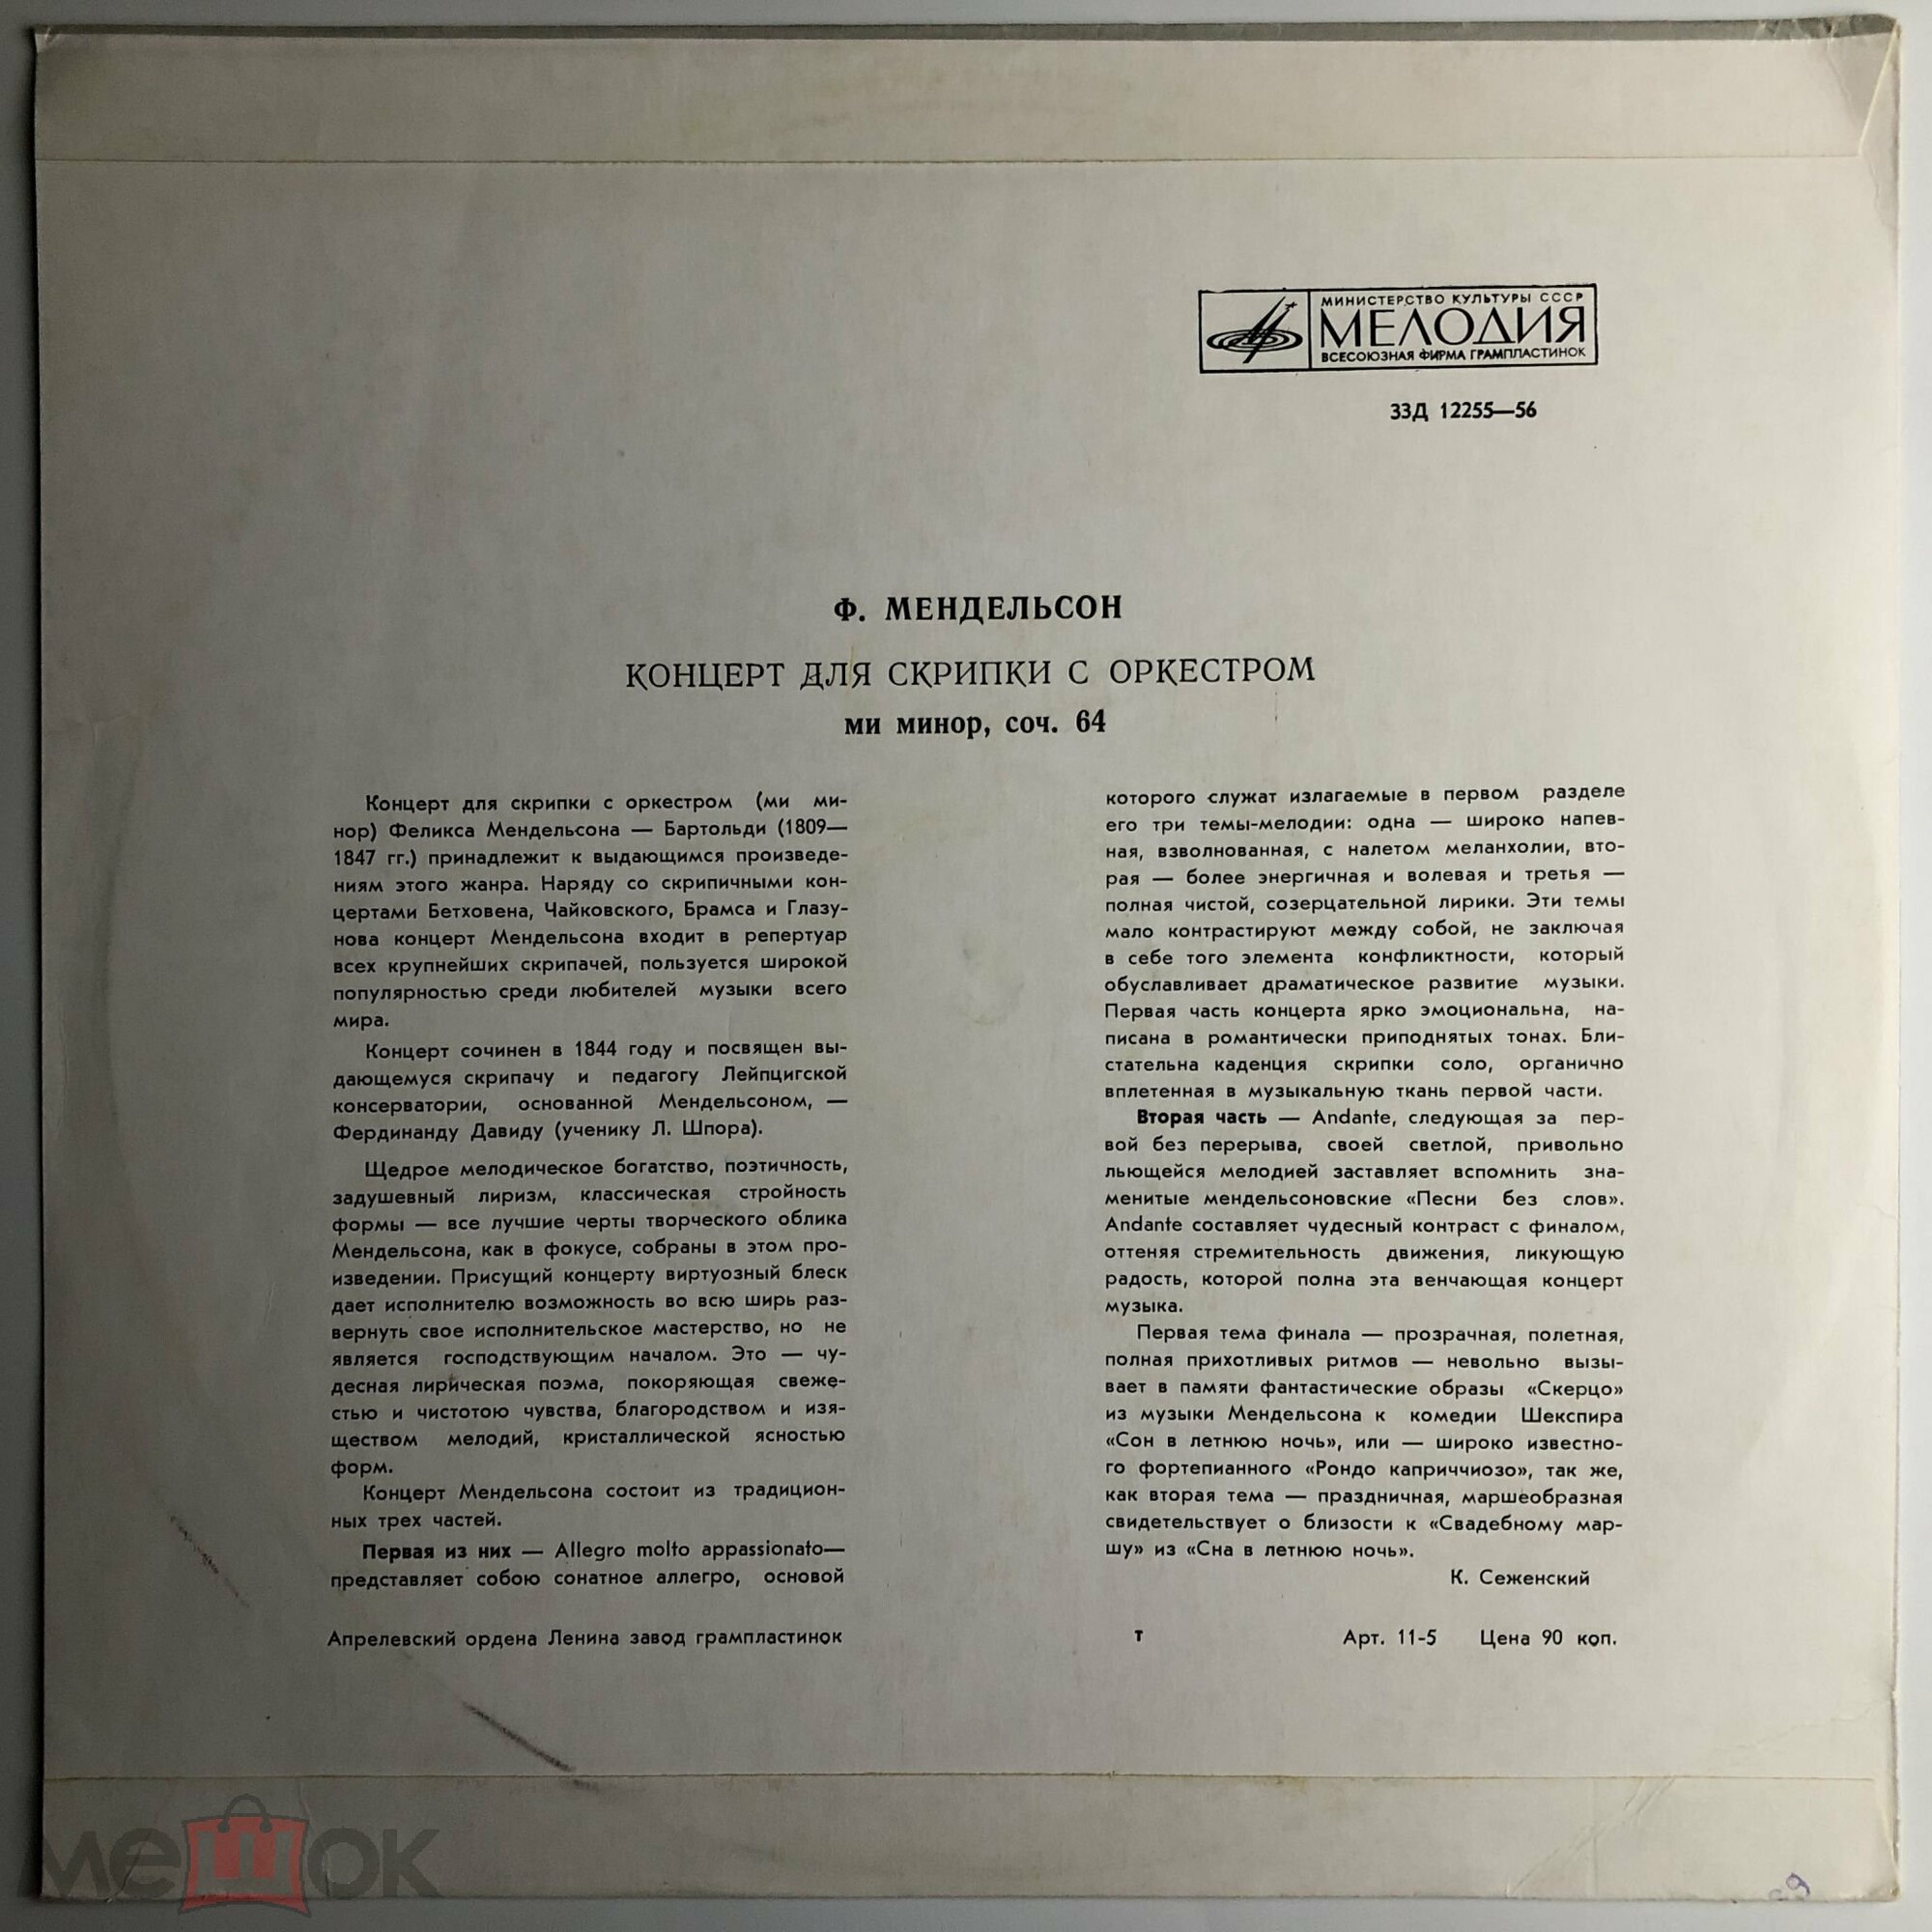 МИНИСТЕРСТВО КУЛЬТУРЫ СССР
МЕЛОДИЯ
ВСЕСОЮЗНАЯ ФИРМА ГРАМПЛАСТИНОК
33Д 12255—56
Ф. МЕНДЕЛЬСОН
КОНЦЕРТ ДЛЯ СКРИПКИ С ОРКЕСТРОМ
ми минор, соч. 64
Концерт для скрипки с оркестром (ми ми-
нор) Феликса Мендельсона — Бартольди (1809—
1847 гг.) принадлежит к выдающимся произведе-
ниям этого жанра. Наряду со скрипичными кон-
цертами Бетховена, Чайковского, Брамса и Глазу-
нова концерт Мендельсона входит в репертуар
всех крупнейших скрипачей, пользуется широкой
популярностью среди любителей музыки всего
мира.
Концерт сочинен в 1844 году и посвящен вы-
дающемуся скрипачу и педагогу Лейпцигской
консерватории, основанной Мендельсоном, —
Фердинанду Давиду (ученику Л. Шпора).
Щедрое мелодическое богатство, поэтичность,
задушевный лиризм, классическая стройность
формы — все лучшие черты творческого облика
Мендельсона, как в фокусе, собраны в этом про-
изведении. Присущий концерту виртуозный блеск
дает исполнителю возможность во всю ширь раз-
вернуть свое исполнительское мастерство, но не
является господствующим началом. Это — чу-
десная лирическая поэма, покоряющая свеже-
стью и чистотою чувства, благородством и изя-
ществом мелодий, кристаллической ясностью
форм.
Концерт Мендельсона состоит из традицион-
ных трех частей.
Первая из них — Allegro molto appassionato—
представляет собою сонатное аллегро, основой
которого служат излагаемые в первом разделе
его три темы-мелодии: одна — широко напев-
ная, взволнованная, с налетом меланхолии, вто-
рая — более энергичная и волевая и третья —
полная чистой, созерцательной лирики. Эти темы
мало контрастируют между собой, не заключая
в себе того элемента конфликтности, который
обуславливает драматическое развитие музыки.
Первая часть концерта ярко эмоциональна, на-
писана в романтически приподнятых тонах. Бли-
стательна каденция скрипки соло, органично
вплетенная в музыкальную ткань первой части.
Вторая часть — Andante, следующая за пер-
вой без перерыва, своей светлой, привольно
льющейся мелодией заставляет вспомнить зна-
менитые мендельсоновские «Песни без слов».
Andante составляет чудесный контраст с финалом,
оттеняя стремительность движения, ликующую
радость, которой полна эта венчающая концерт
музыка.
Первая тема финала — прозрачная, полетная,
полная прихотливых ритмов — невольно вызы-
вает в памяти фантастические образы «Скерцо»
из музыки Мендельсона к комедии Шекспира
«Сон в летнюю ночь», или — широко известно-
го фортепианного «Рондо каприччиозо», так же,
как вторая тема — праздничная, маршеобразная
свидетельствует о близости к «Свадебному мар-
шу» из «Сна в летнюю ночь».
К. Сеженский
Апрелевский ордена Ленина завод грампластинок
т
Арт. 11-5 Цена 90 коп.
мешок